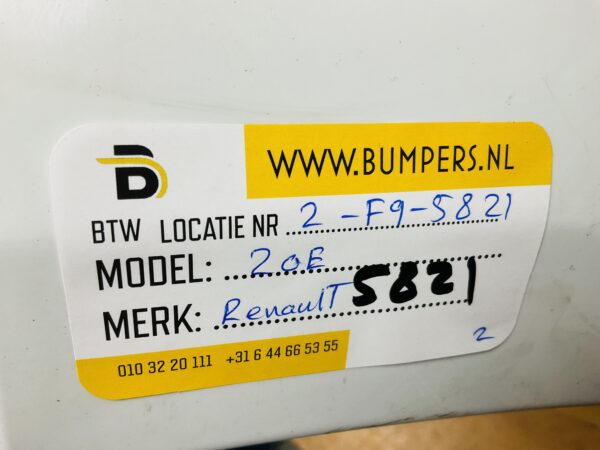 B
WWW.BUMPERS.NL
BTW LOCATIE NR 2-F9-5821
MODEL: ZOE
MERK: Renault 5821
010 32 20 111 +31 6 44 66 53 55
2